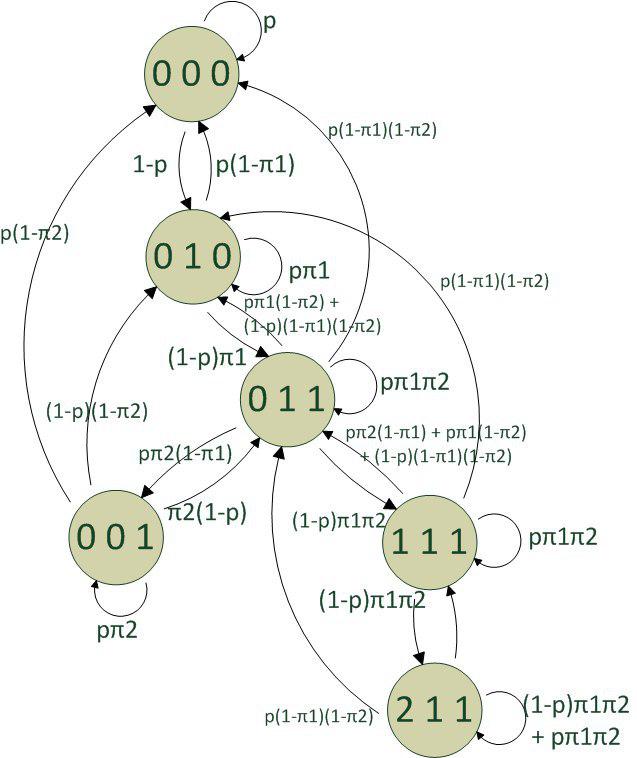 p
0 0 0
p(1-π1)(1-π2)
1-p
p(1-π1)
p(1-π2)
0 1 0
pπ1
p(1-π1)(1-π2)
pπ1(1-π2) +
(1-p)(1-π1)(1-π2)
(1-p)π1
pπ1π2
0 1 1
(1-p)(1-π2)
pπ2(1-π1) + pπ1(1-π2)
+ (1-p)(1-π1)(1-π2)
pπ2(1-π1)
π2(1-p)
(1-p)π1π2
0 0 1
1 1 1
pπ1π2
(1-p)π1π2
pπ2
2 1 1
(1-p)π1π2
+ pπ1π2
p(1-π1)(1-π2)